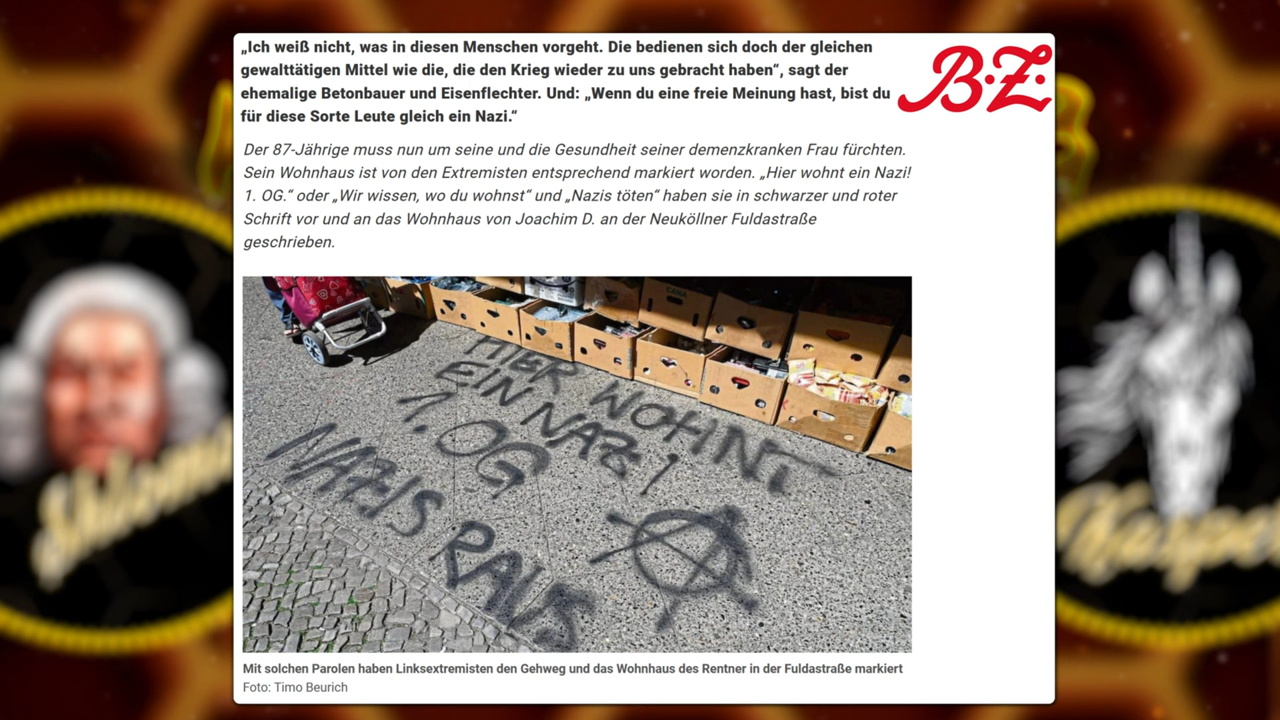 „Ich weiß nicht, was in diesen Menschen vorgeht. Die bedienen sich doch der gleichen
gewalttätigen Mittel wie die, die den Krieg wieder zu uns gebracht haben“, sagt der
ehemalige Betonbauer und Eisenflechter. Und: „Wenn du eine freie Meinung hast, bist du
für diese Sorte Leute gleich ein Nazi.“
B.Z.
Der 87-Jährige muss nun um seine und die Gesundheit seiner demenzkranken Frau fürchten.
Sein Wohnhaus ist von den Extremisten entsprechend markiert worden. „Hier wohnt ein Nazi!
1. OG.“ oder „Wir wissen, wo du wohnst“ und „Nazis töten“ haben sie in schwarzer und roter
Schrift vor und an das Wohnhaus von Joachim D. an der Neuköllner Fuldastraße
geschrieben.
HIER WOHNT
EIN NAZI!
1. OG
NAZIS RAUS
Mit solchen Parolen haben Linksextremisten den Gehweg und das Wohnhaus des Rentner in der Fuldastraße markiert
Foto: Timo Beurich